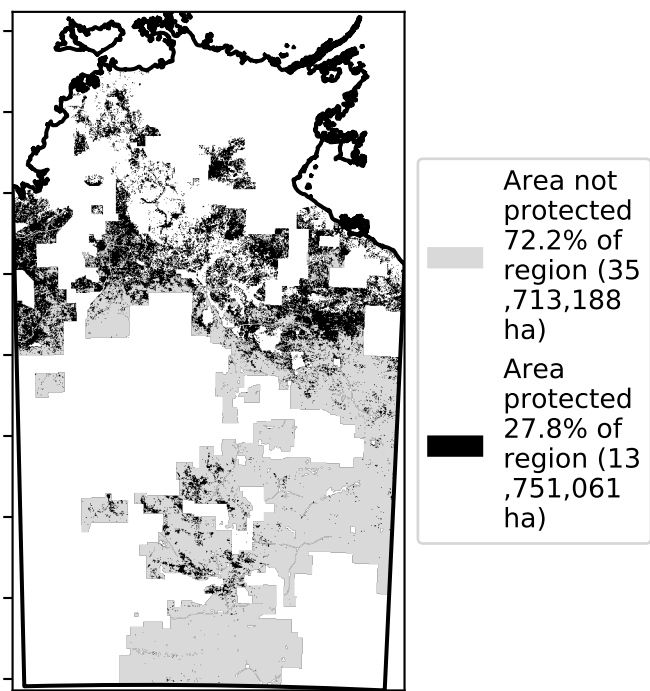 Area not
protected
72.2% of
region (35
,713,188
ha)
Area
protected
27.8% of
region (13
,751,061
ha)